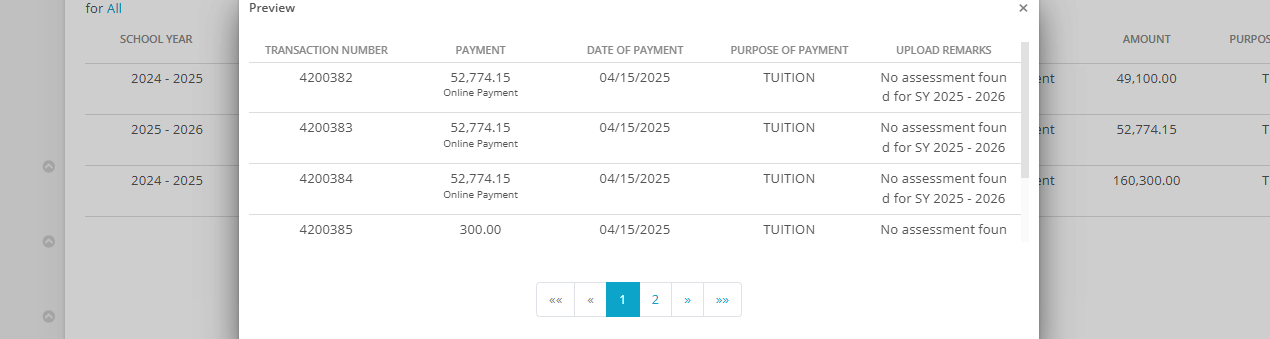 for All
Preview ×
SCHOOL YEAR
AMOUNT
PURPOS
TRANSACTION NUMBER PAYMENT DATE OF PAYMENT PURPOSE OF PAYMENT UPLOAD REMARKS
2024 - 2025
4200382 52,774.15 04/15/2025 TUITION No assessment foun
Online Payment d for SY 2025 - 2026
ent 49,100.00 T
2025 - 2026
4200383 52,774.15 04/15/2025 TUITION No assessment foun
Online Payment d for SY 2025 - 2026
ent 52,774.15 T
2024 - 2025
4200384 52,774.15 04/15/2025 TUITION No assessment foun
Online Payment d for SY 2025 - 2026
ent 160,300.00 T
4200385 300.00 04/15/2025 TUITION No assessment foun
«« « 1 2 » »»